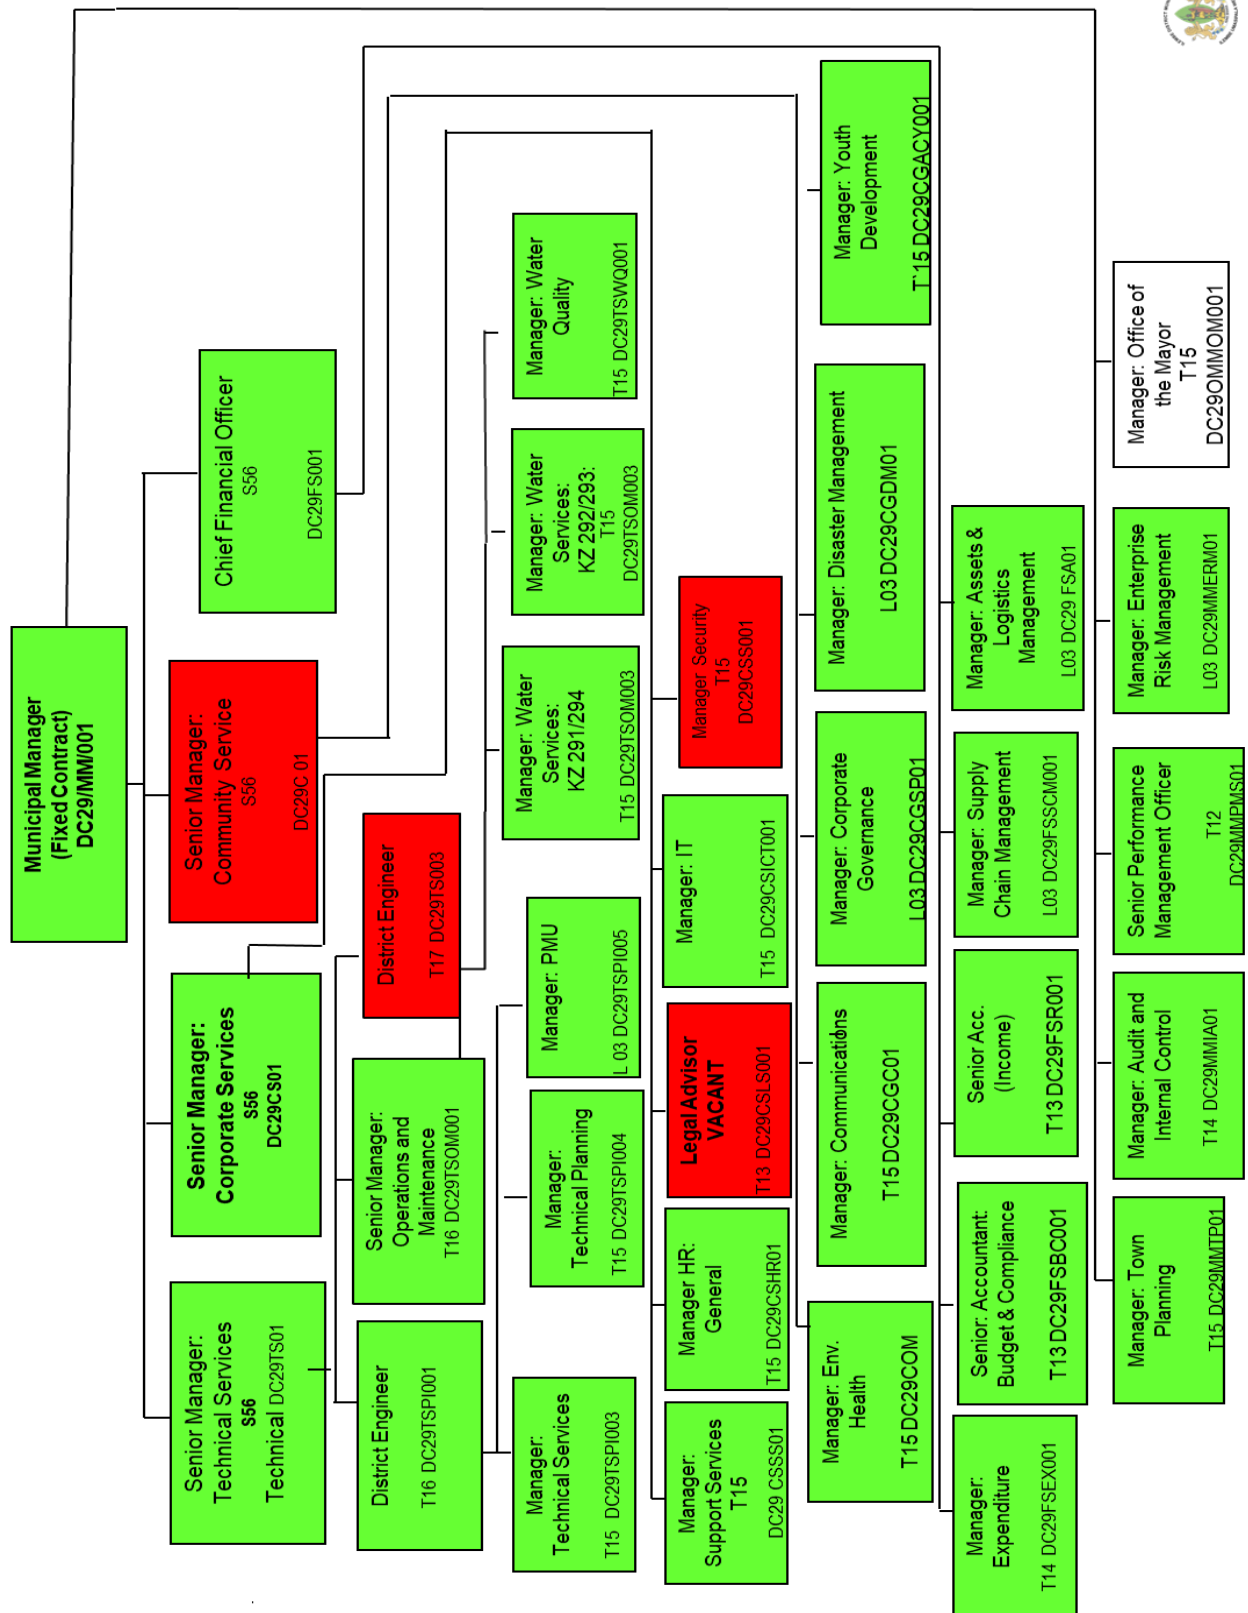 Municipal Manager
(Fixed Contract)
DC29/MM/001
Senior Manager:
Technical Services
S56
Technical DC29TS01
Senior Manager:
Corporate Services
S56
DC29CS01
Senior Manager:
Community Service
S56
DC29C 01
Chief Financial Officer
S56
DC29FS001
District Engineer
T16 DC29TSPI001
Senior Manager:
Operations and
Maintenance
T16 DC29TSOM001
District Engineer
T17 DC29TS003
Manager:
Technical Services
T15 DC29TSPI003
Manager:
Technical Planning
T15 DC29TSPI004
Manager: PMU
L 03 DC29TSPI005
Manager: Water
Services:
KZ 291/294
T15 DC29TSOM003
Manager: Water
Services:
KZ 292/293:
T15
DC29TSOM003
Manager: Water
Quality
T15 DC29TSWQ001
Manager:
Support Services
T15
DC29 CSSS01
Manager HR:
General
T15 DC29CSHR01
Legal Advisor
VACANT
T13 DC29CSLS001
Manager: IT
T15 DC29CSICT001
Manager Security
T15
DC29CSS001
Manager: Env.
Health
T15 DC29COM
Manager: Communications
T15 DC29CGC01
Manager: Corporate
Governance
L03 DC29CGSP01
Manager: Disaster Management
L03 DC29CGDM01
Manager: Youth
Development
T`15 DC29CGACY001
Manager:
Expenditure
T14 DC29FSEX001
Senior: Accountant:
Budget & Compliance
T13 DC29FSBC001
Senior Acc.
(Income)
T13 DC29FSR001
Manager: Supply
Chain Management
L03 DC29FSSCM001
Manager: Assets &
Logistics
Management
L03 DC29 FSA01
Manager: Town
Planning
T15 DC29MMTP01
Manager: Audit and
Internal Control
T14 DC29MMIA01
Senior Performance
Management Officer
T12
DC29MMPMS01
Manager: Enterprise
Risk Management
L03 DC29MMERM01
Manager: Office of
the Mayor
T15
DC29OMMOM001